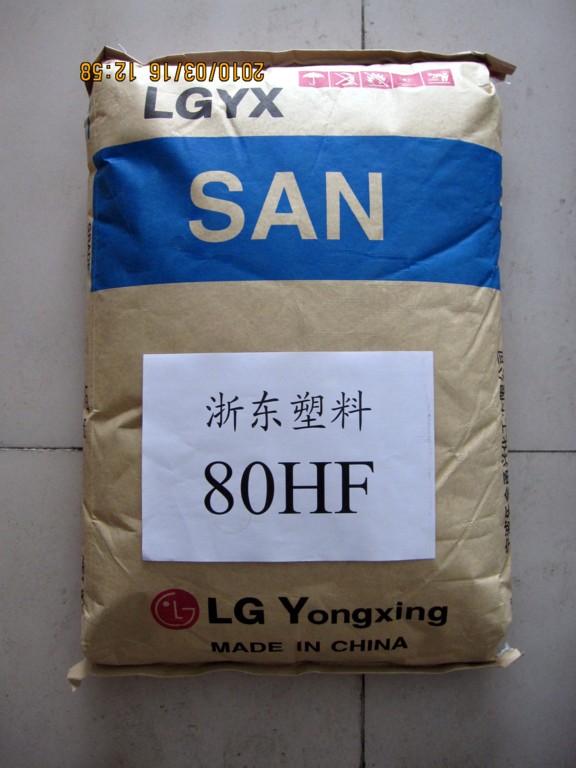 2010/03/16 12:58
LGYX
SAN
浙东塑料
80HF
LG Yongxing
MADE IN CHINA